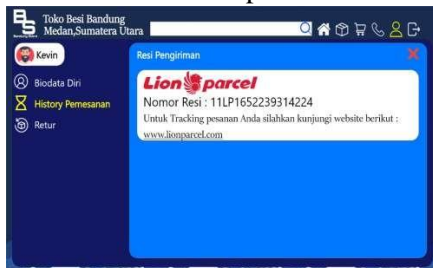 BS
Toko Besi Bandung
Medan,Sumatera Utara
Kevin
Biodata Diri
History Pemesanan
Retur
Resi Pengiriman
X
Lion parcel
Nomor Resi : 11LP1652239314224
Untuk Tracking pesanan Anda silahkan kunjungi website berikut :
www.lionparcel.com